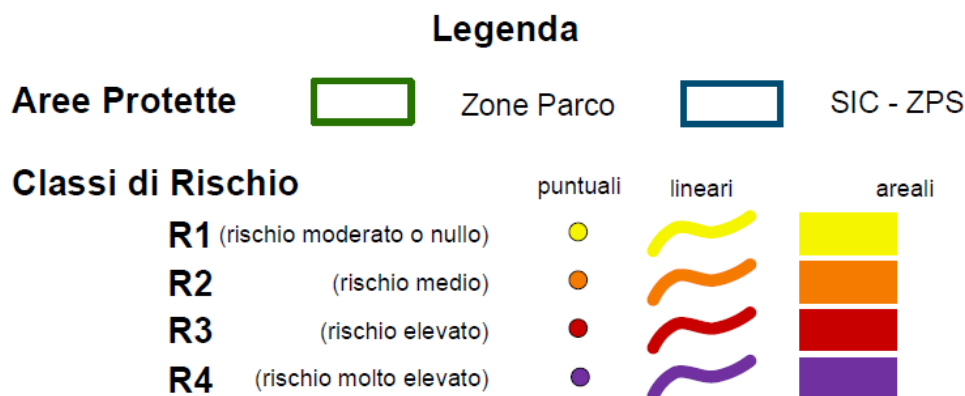 Legenda
Aree Protette Zone Parco SIC - ZPS
Classi di Rischio puntuali lineari areali
R1 (rischio moderato o nullo)
R2 (rischio medio)
R3 (rischio elevato)
R4 (rischio molto elevato)